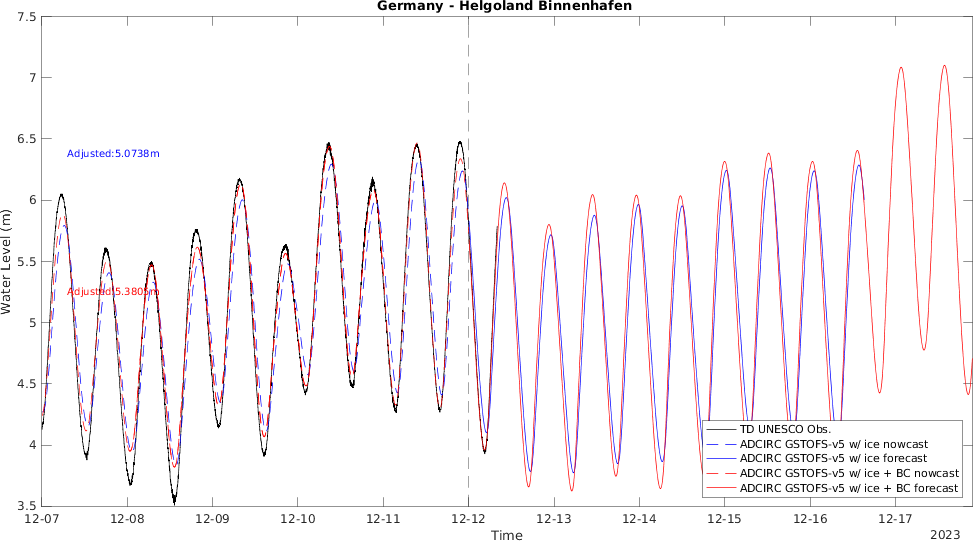 Germany - Helgoland Binnenhafen
7.5
7
6.5
6
5.5
5
4.5
4
3.5
Water Level (m)
Adjusted:5.0738m
Adjusted:5.3805m
TD UNESCO Obs.
ADCIRC GSTOFS-v5 w/ ice nowcast
ADCIRC GSTOFS-v5 w/ ice forecast
ADCIRC GSTOFS-v5 w/ ice + BC nowcast
ADCIRC GSTOFS-v5 w/ ice + BC forecast
12-07 12-08 12-09 12-10 12-11 12-12 12-13 12-14 12-15 12-16 12-17
Time
2023